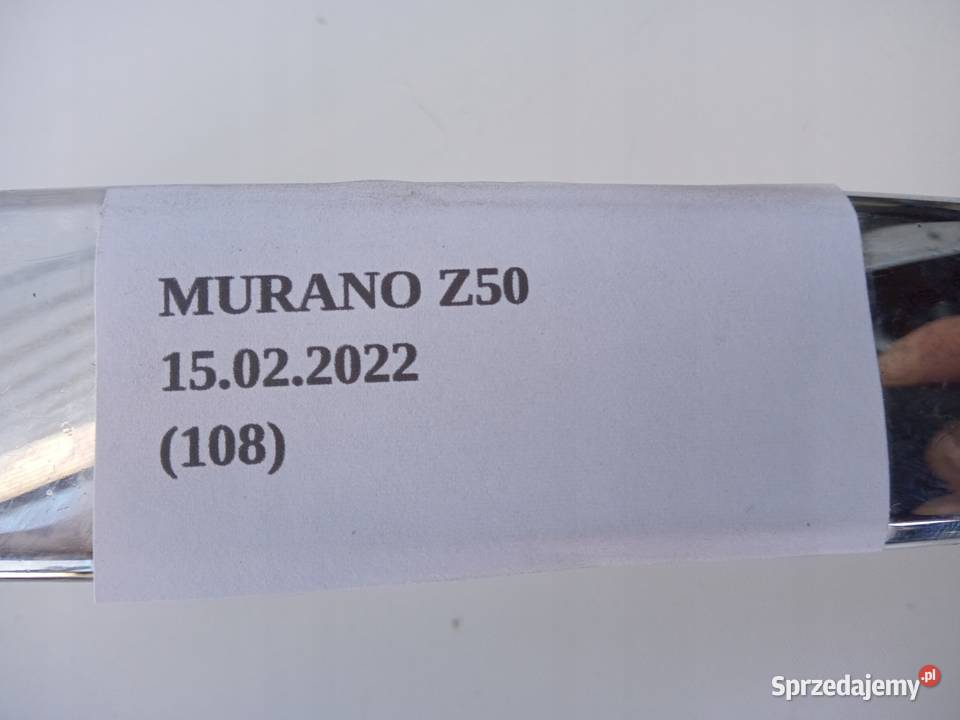 MURANO Z50
15.02.2022
(108)
Sprzedajemy.pl